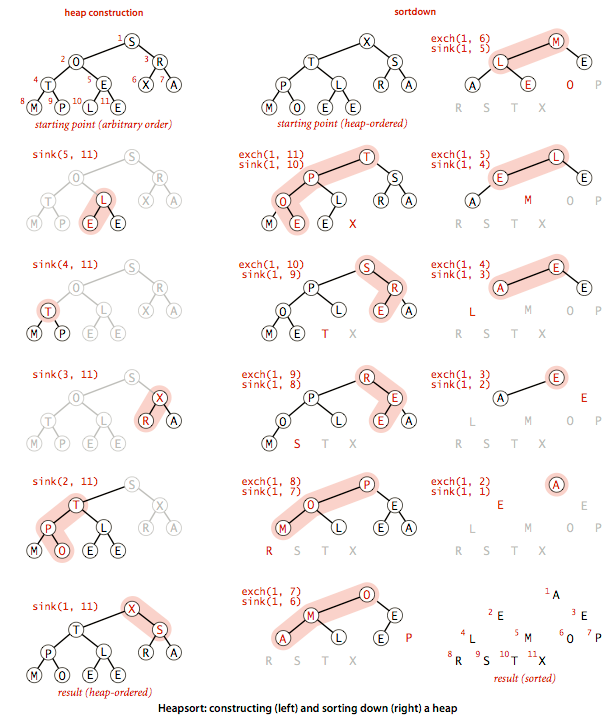 heap construction
1 S
2 O 3 R
4 T 5 E 6 X 7 A
8 M 9 P 10 L 11 E
starting point (arbitrary order)
sink(5, 11)
S
O R
T L X A
M P E E
sink(4, 11)
S
O R
T L X A
M P E E
sink(3, 11)
S
O X
T L R A
M P E E
sink(2, 11)
S
T X
P L R A
M O E E
sink(1, 11)
X
T S
P L R A
M O E E
result (heap-ordered)
sortdown
X
T S
P L R A
M O E E
starting point (heap-ordered)
exch(1, 11)
sink(1, 10)
T
P S
O L R A
M E E X
exch(1, 10)
sink(1, 9)
S
P R
O L E A
M E T X
exch(1, 9)
sink(1, 8)
R
P E
O L E A
M S T X
exch(1, 8)
sink(1, 7)
P
O E
M L E A
R S T X
exch(1, 7)
sink(1, 6)
O
M E
A L E P
R S T X
exch(1, 6)
sink(1, 5)
M
L E
A E O P
R S T X
exch(1, 5)
sink(1, 4)
L
E E
A M O P
R S T X
exch(1, 4)
sink(1, 3)
E
A E
L M O P
R S T X
exch(1, 3)
sink(1, 2)
E
A E
L M O P
R S T X
exch(1, 2)
sink(1, 1)
A
E E
L M O P
R S T X
1 A
2 E 3 E
4 L 5 M 6 O 7 P
8 R 9 S 10 T 11 X
result (sorted)
Heapsort: constructing (left) and sorting down (right) a heap